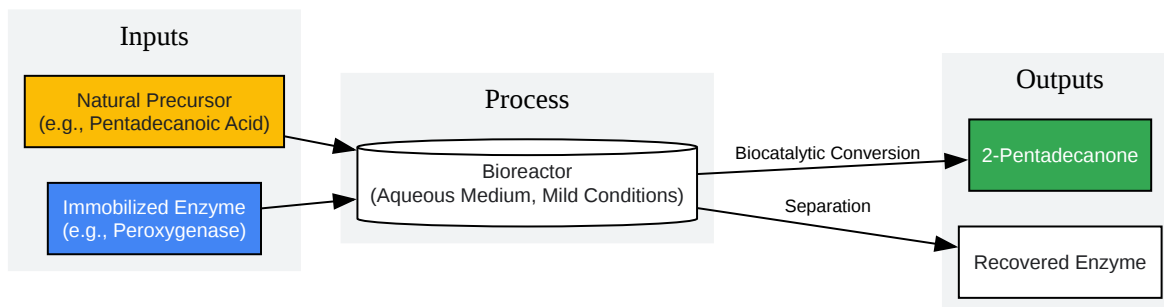 Inputs
Natural Precursor
(e.g., Pentadecanoic Acid)
Immobilized Enzyme
(e.g., Peroxygenase)
Process
Bioreactor
(Aqueous Medium, Mild Conditions)
Biocatalytic Conversion
Separation
Outputs
2-Pentadecanone
Recovered Enzyme